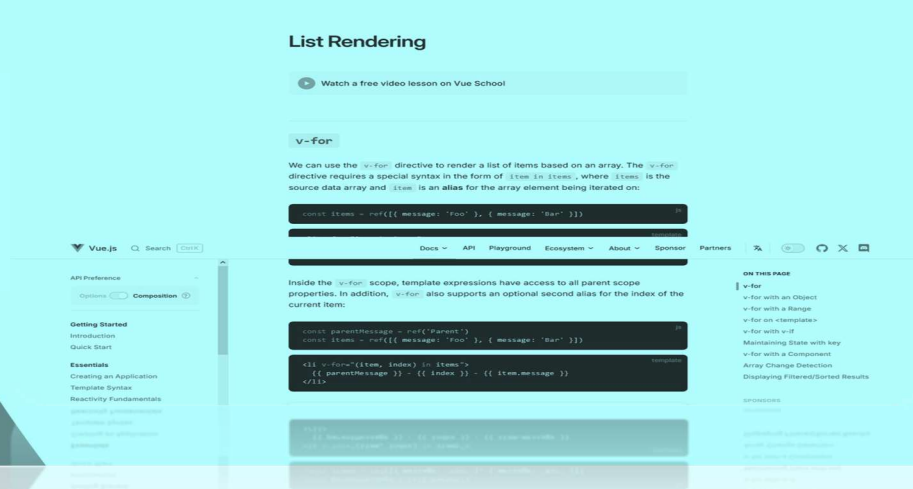 List Rendering
Watch a free video lesson on Vue School
v-for
We can use the v-for directive to render a list of items based on an array. The v-for
directive requires a special syntax in the form of item in items, where items is the
source data array and item is an alias for the array element being iterated on:
js
const items = ref([{ message: 'Foo' }, { message: 'Bar' }])
template
Vue.js
Search
Docs
API
Playground
Ecosystem
About
Sponsor
Partners
API Preference
Options
Composition
?
Getting Started
Introduction
Quick Start
Essentials
Creating an Application
Template Syntax
Reactivity Fundamentals
Inside the v-for scope, template expressions have access to all parent scope
properties. In addition, v-for also supports an optional second alias for the index of the
current item:
js
const parentMessage = ref('Parent')
const items = ref([{ message: 'Foo' }, { message: 'Bar' }])
template
<li v-for="(item, index) in items">
{{ parentMessage }} - {{ index }} - {{ item.message }}
</li>
ON THIS PAGE
v-for
v-for with an Object
v-for with a Range
v-for on <template>
v-for with v-if
Maintaining State with key
v-for with a Component
Array Change Detection
Displaying Filtered/Sorted Results
SPONSORS